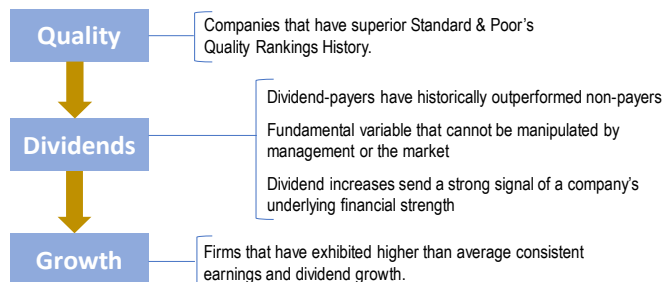 Quality
Companies that have superior Standard & Poor's
Quality Rankings History.
Dividends
Dividend-payers have historically outperformed non-payers
Fundamental variable that cannot be manipulated by
management or the market
Dividend increases send a strong signal of a company's
underlying financial strength
Growth
Firms that have exhibited higher than average consistent
earnings and dividend growth.